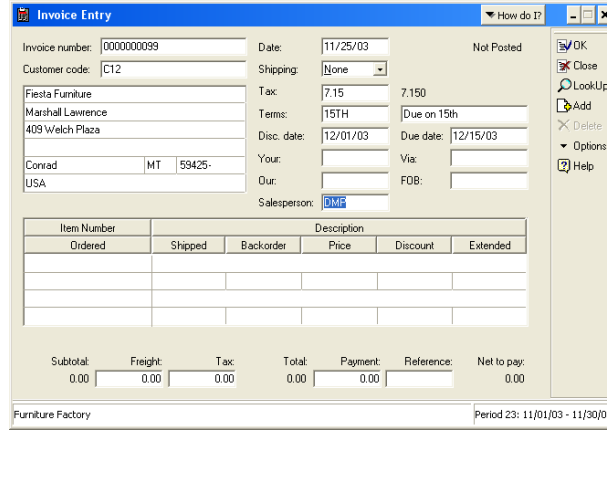 Invoice Entry
How do I?
Invoice number: 0000000099 Date: 11/25/03 Not Posted
Customer code: C12 Shipping: None
Fiesta Furniture Tax: 7.15 7.150
Marshall Lawrence Terms: 15TH Due on 15th
409 Welch Plaza Disc. date: 12/01/03 Due date: 12/15/03
Your: Via:
Conrad MT 59425-
USA Our: FOB:
Salesperson: DMP
OK
Close
LookUp
Add
Delete
Options
Help
Item Number Description
Ordered Shipped Backorder Price Discount Extended
Subtotal: Freight: Tax: Total: Payment: Reference: Net to pay:
0.00 0.00 0.00 0.00 0.00 0.00
Furniture Factory Period 23: 11/01/03 - 11/30/0